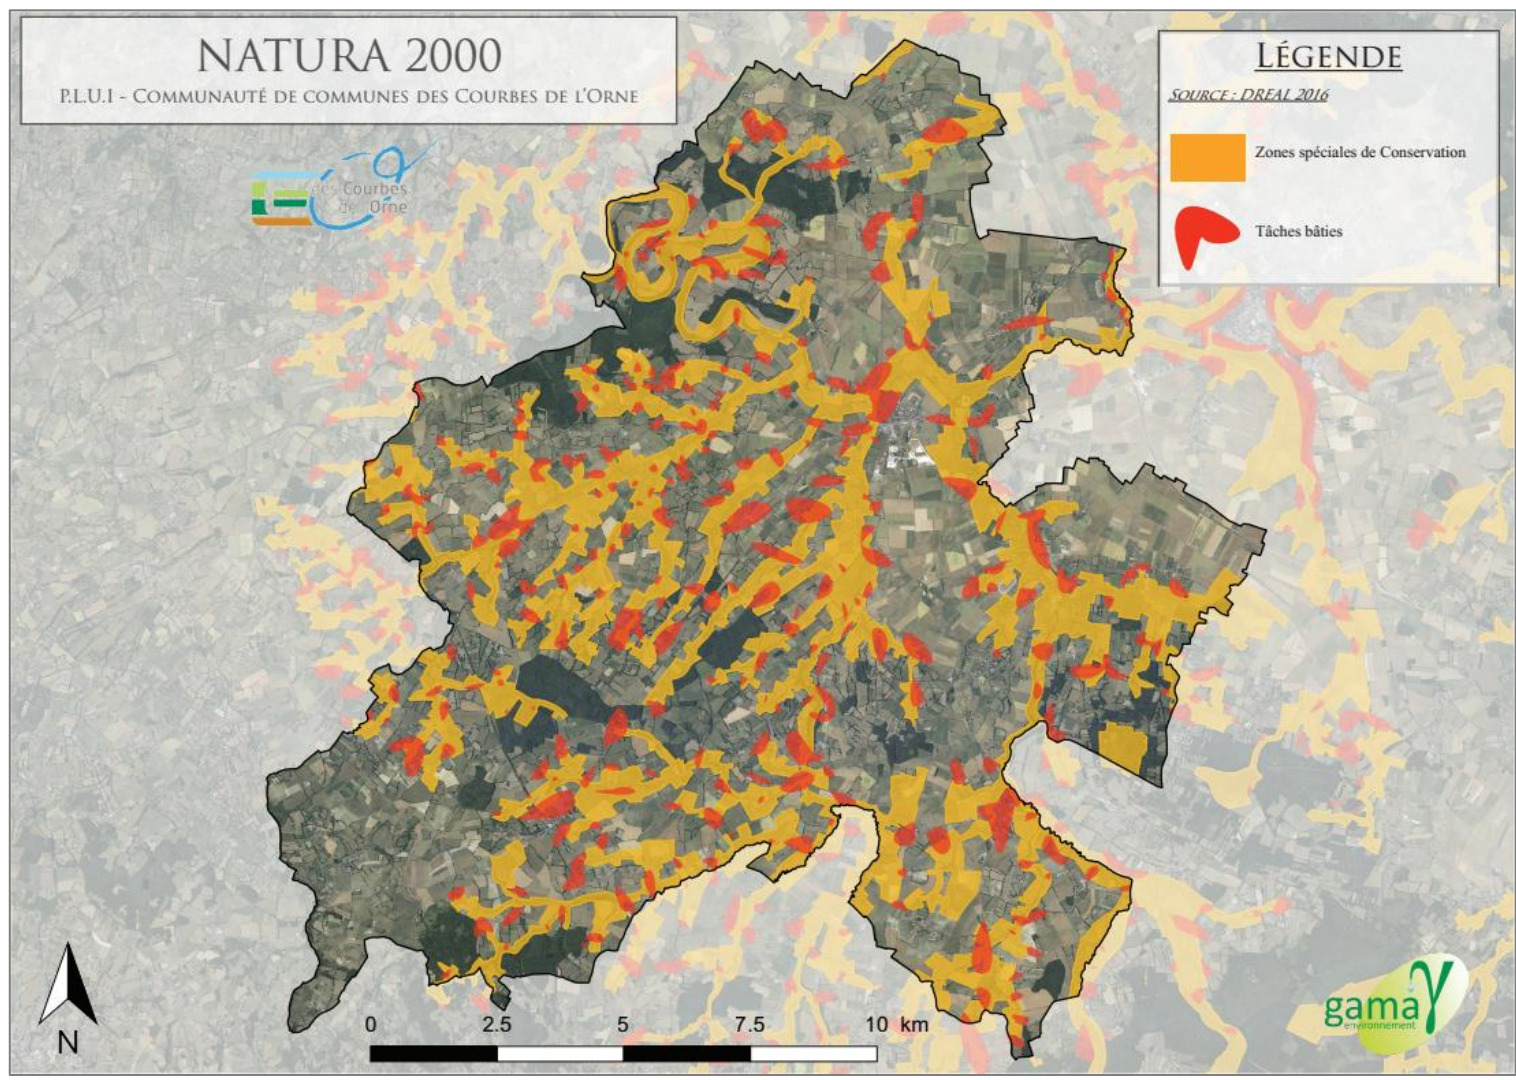 NATURA 2000
P.L.U.I - COMMUNAUTÉ DE COMMUNES DES COURBES DE L'ORNE
LÉGENDE
SOURCE : DREAL 2016
Zones spéciales de Conservation
Tâches bâties
des Courbes
de l'Orne
N
0 2.5 5 7.5 10 km
gama
environnement